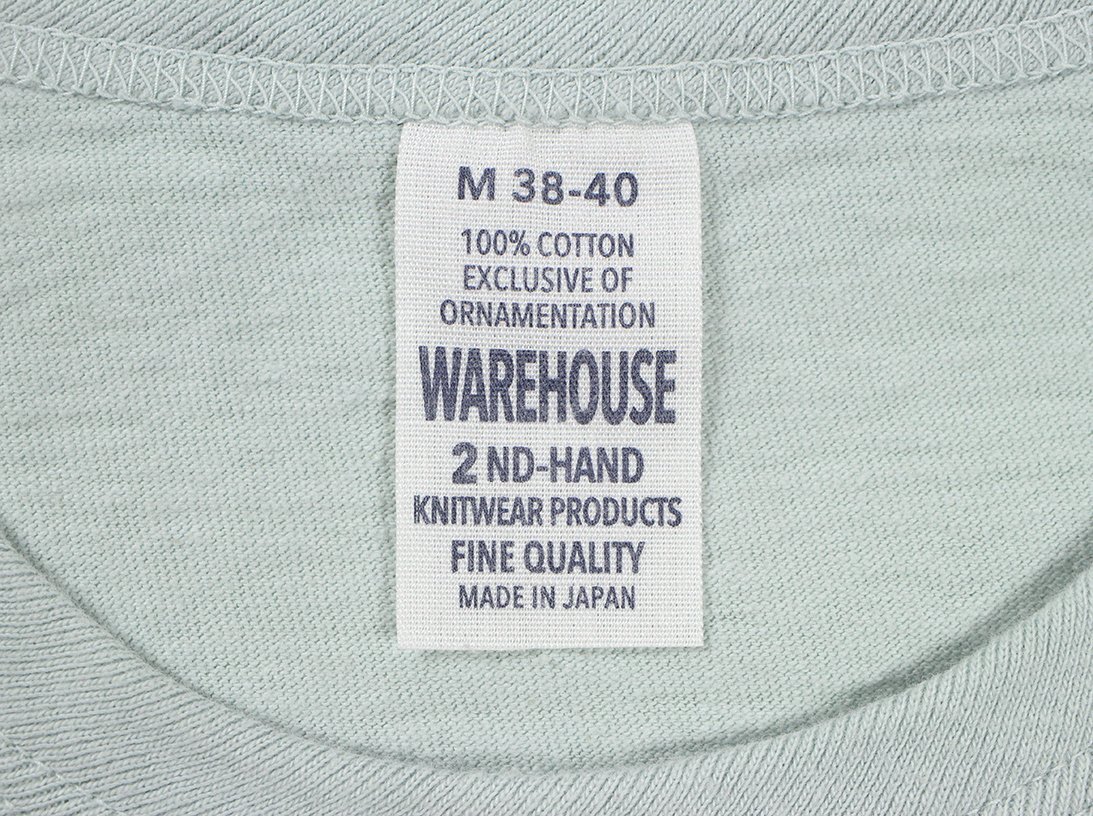 M 38-40
100% COTTON
EXCLUSIVE OF
ORNAMENTATION
WAREHOUSE
2 ND-HAND
KNITWEAR PRODUCTS
FINE QUALITY
MADE IN JAPAN